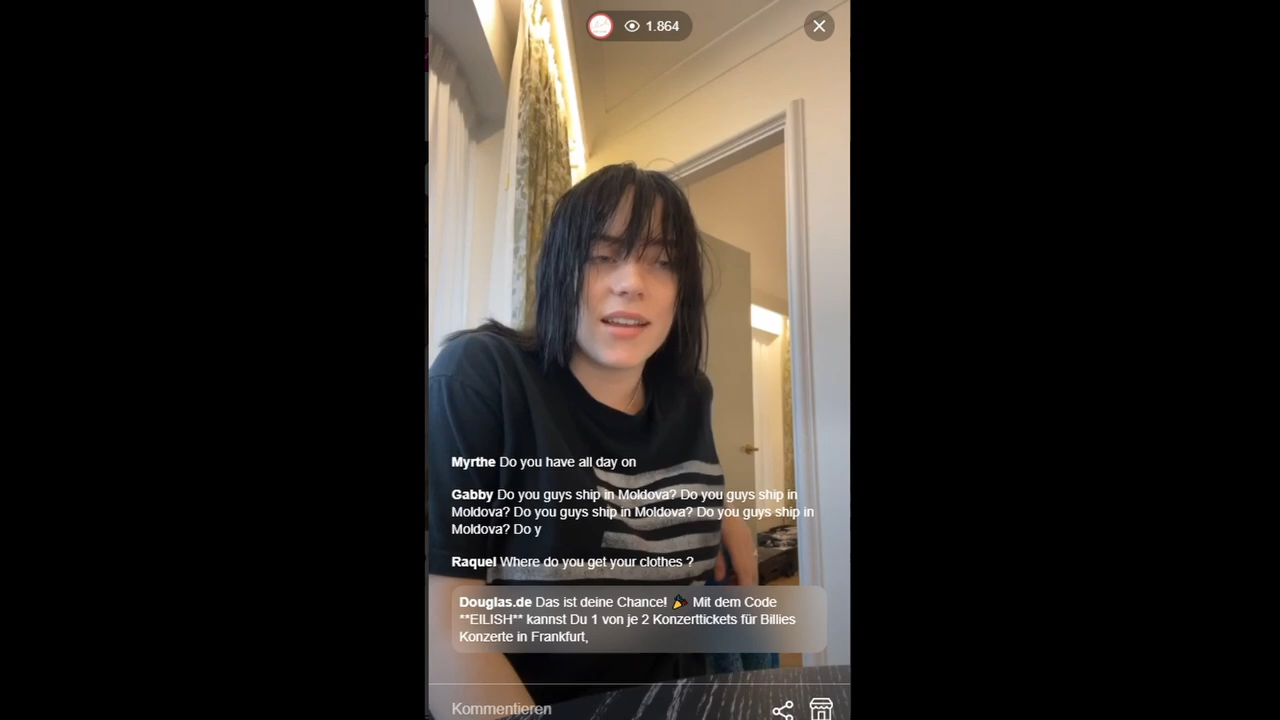 1.864
Myrthe Do you have all day on
Gabby Do you guys ship in Moldova? Do you guys ship in
Moldova? Do you guys ship in Moldova? Do you guys ship in
Moldova? Do y
Raquel Where do you get your clothes ?
Douglas.de Das ist deine Chance! 🎉 Mit dem Code
**EILISH** kannst Du 1 von je 2 Konzerttickets für Billies
Konzerte in Frankfurt,
Kommentieren